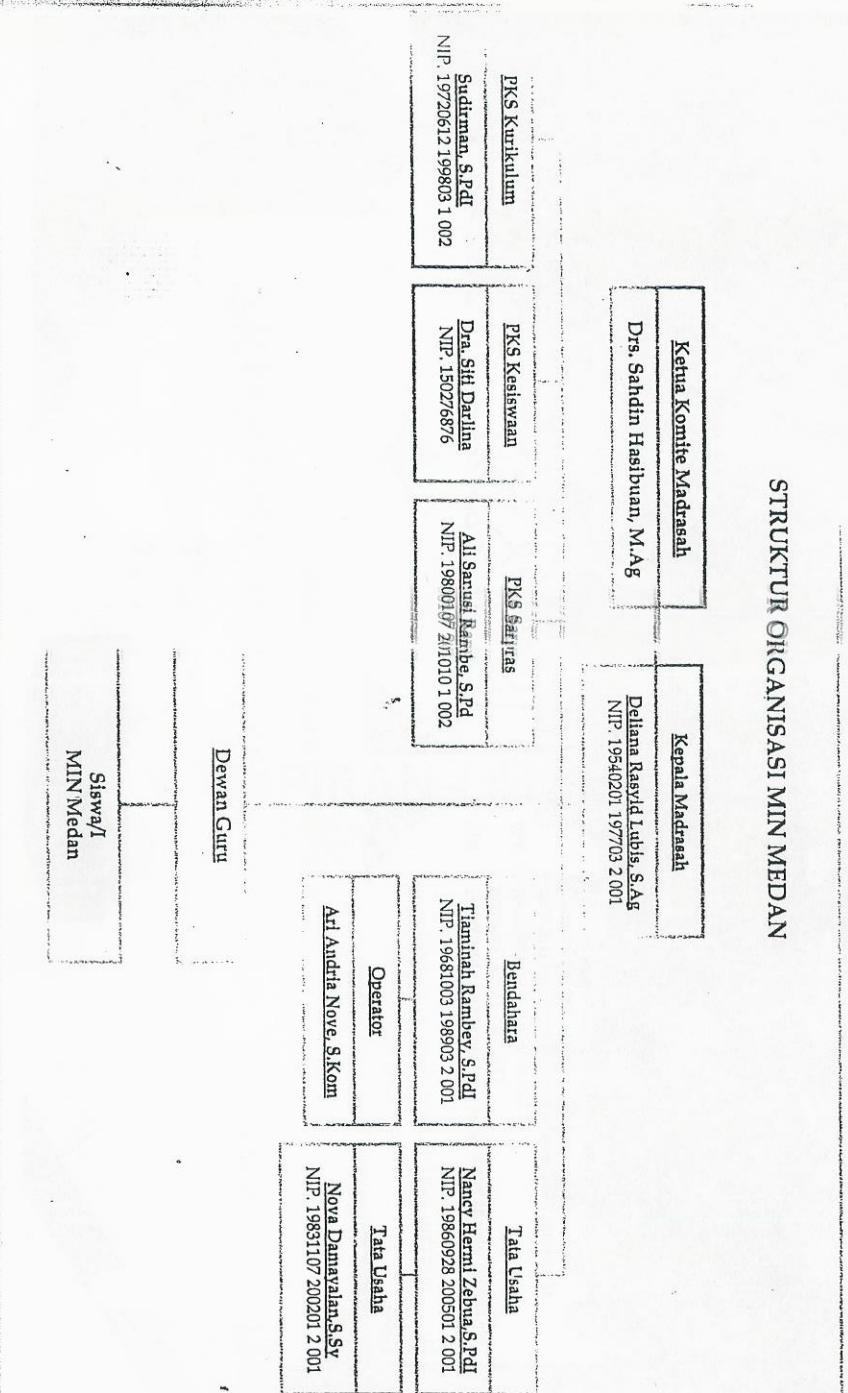 STRUKTUR ORGANISASI MIN MEDAN
Ketua Komite Madrasah
Drs. Sahdin Hasibuan, M.Ag
Kepala Madrasah
Deliana Rasyid Lubis, S.Ag
NIP. 19540201 197703 2 001
PKS Kurikulum
Sudirman, S.PdI
NIP. 19720612 199803 1 002
PKS Kesiswaan
Dra. Siti Darlina
NIP. 150276876
PKS Sarpras
Ali Sanusi Rambe, S.Pd
NIP. 19800107 201010 1 002
Bendahara
Tiaminah Rambey, S.PdI
NIP. 19681003 198903 2 001
Tata Usaha
Nancy Hermi Zebua,S.PdI
NIP. 19860928 200501 2 001
Operator
Ari Andria Nove, S.Kom
Tata Usaha
Nova Damayalan,S.Sy
NIP. 19831107 200201 2 001
Dewan Guru
Siswa/I
MIN Medan